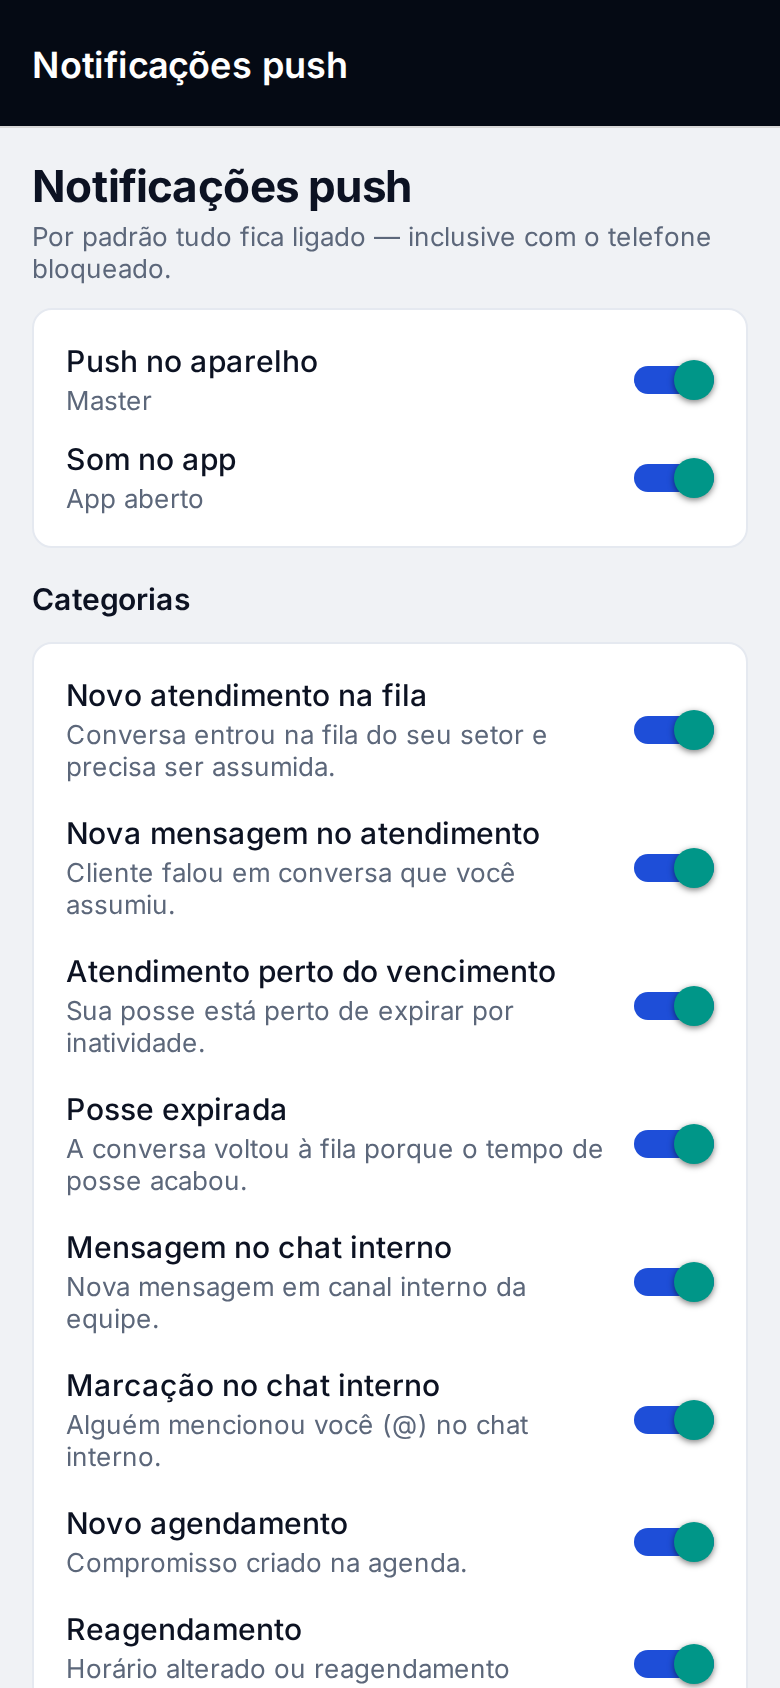 Notificações push
Notificações push
Por padrão tudo fica ligado — inclusive com o telefone
bloqueado.
Push no aparelho
Master
Som no app
App aberto
Categorias
Novo atendimento na fila
Conversa entrou na fila do seu setor e
precisa ser assumida.
Nova mensagem no atendimento
Cliente falou em conversa que você
assumiu.
Atendimento perto do vencimento
Sua posse está perto de expirar por
inatividade.
Posse expirada
A conversa voltou à fila porque o tempo de
posse acabou.
Mensagem no chat interno
Nova mensagem em canal interno da
equipe.
Marcação no chat interno
Alguém mencionou você (@) no chat
interno.
Novo agendamento
Compromisso criado na agenda.
Reagendamento
Horário alterado ou reagendamento